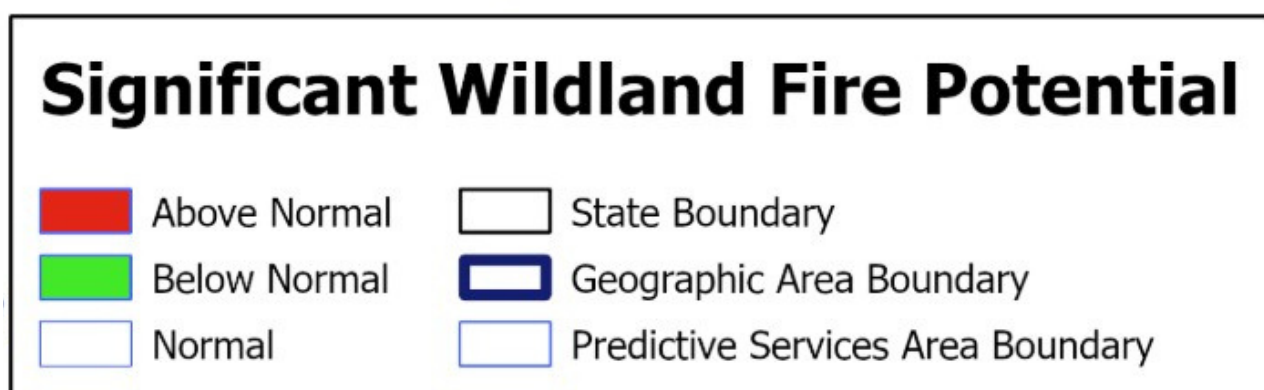 Significant Wildland Fire Potential
Above Normal
State Boundary
Below Normal
Geographic Area Boundary
Normal
Predictive Services Area Boundary